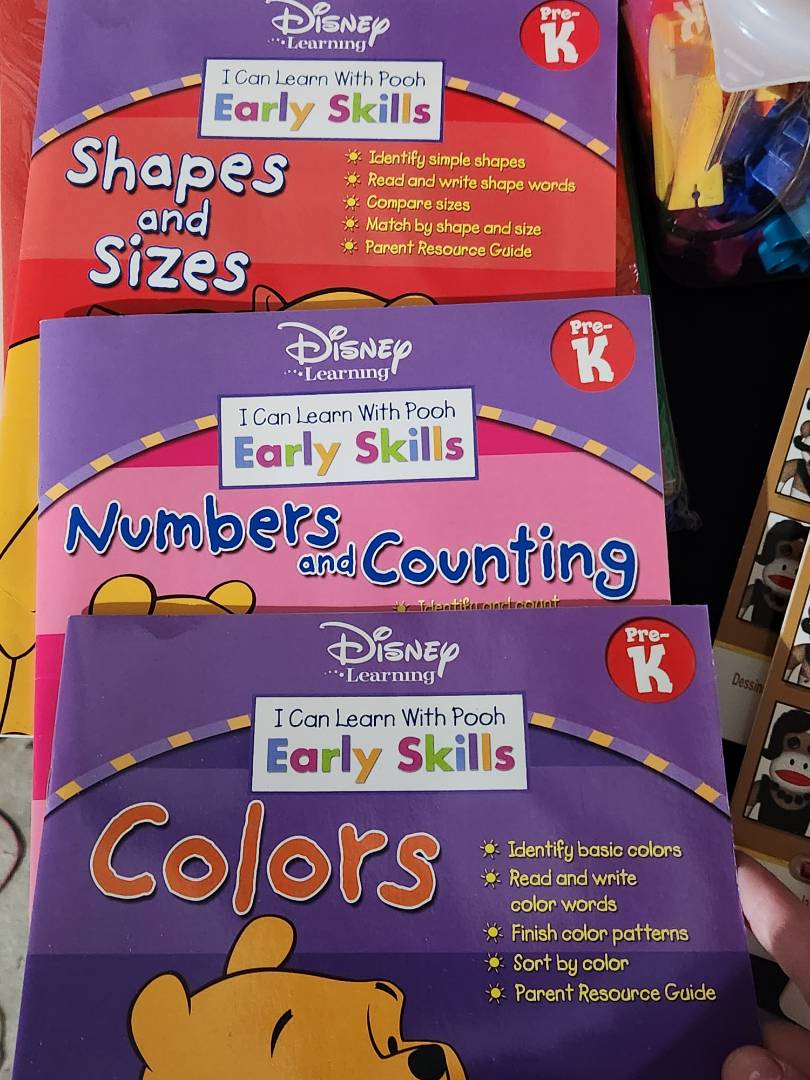 Disney
Learning
Pre-
K
I Can Learn With Pooh
Early Skills
Shapes
and
Sizes
Identify simple shapes
Read and write shape words
Compare sizes
Match by shape and size
Parent Resource Guide
Disney
Learning
Pre-
K
I Can Learn With Pooh
Early Skills
Numbers
and Counting
Identify and count
Disney
Learning
Pre-
K
I Can Learn With Pooh
Early Skills
Colors
Identify basic colors
Read and write
color words
Finish color patterns
Sort by color
Parent Resource Guide